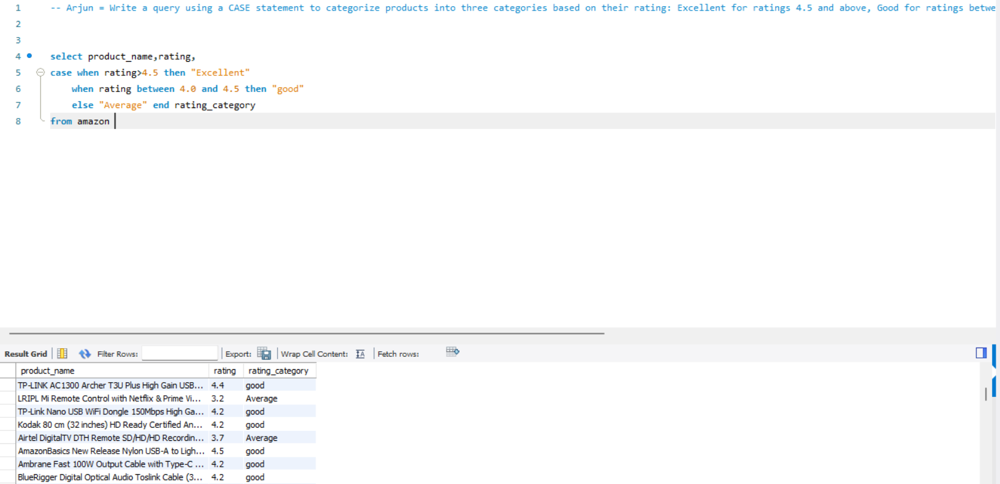 1 -- Arjun = Write a query using a CASE statement to categorize products into three categories based on their rating: Excellent for ratings 4.5 and above, Good for ratings betwe
2
3
4 select product_name,rating,
5 case when rating>4.5 then "Excellent"
6 when rating between 4.0 and 4.5 then "good"
7 else "Average" end rating_category
8 from amazon
Result Grid Filter Rows: Export: Wrap Cell Content: Fetch rows:
product_name rating rating_category
TP-LINK AC1300 Archer T3U Plus High Gain USB... 4.4 good
LRIPL Mi Remote Control with Netflix & Prime Vi... 3.2 Average
TP-Link Nano USB WiFi Dongle 150Mbps High Ga... 4.2 good
Kodak 80 cm (32 inches) HD Ready Certified An... 4.2 good
Airtel DigitalTV DTH Remote SD/HD/HD Recordin... 3.7 Average
AmazonBasics New Release Nylon USB-A to Ligh... 4.5 good
Ambrane Fast 100W Output Cable with Type-C ... 4.2 good
BlueRigger Digital Optical Audio Toslink Cable (3... 4.2 good